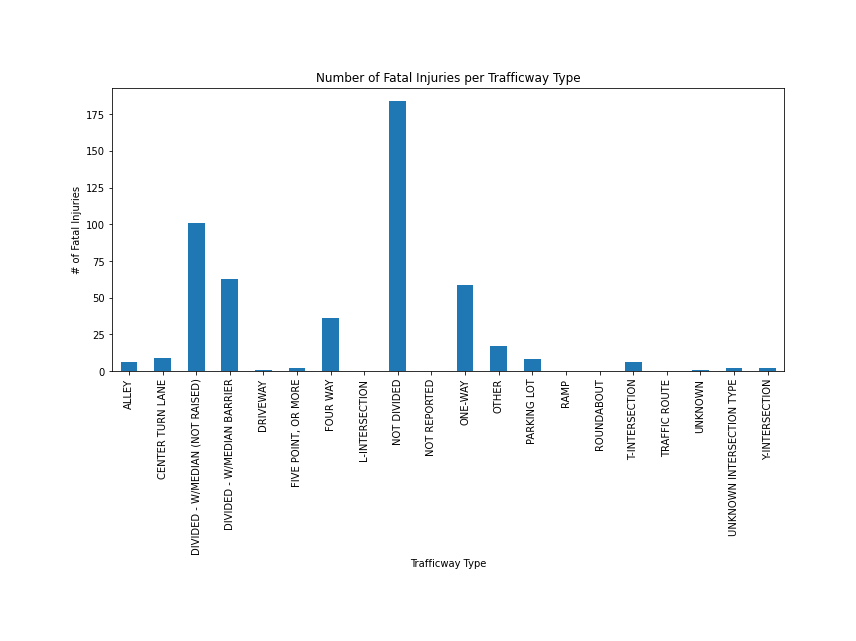 Number of Fatal Injuries per Trafficway Type
# of Fatal Injuries
175
150
125
100
75
50
25
0
ALLEY
CENTER TURN LANE
DIVIDED - W/MEDIAN (NOT RAISED)
DIVIDED - W/MEDIAN BARRIER
DRIVEWAY
FIVE POINT, OR MORE
FOUR WAY
L-INTERSECTION
NOT DIVIDED
NOT REPORTED
ONE-WAY
OTHER
PARKING LOT
RAMP
ROUNDABOUT
T-INTERSECTION
TRAFFIC ROUTE
UNKNOWN
UNKNOWN INTERSECTION TYPE
Y-INTERSECTION
Trafficway Type